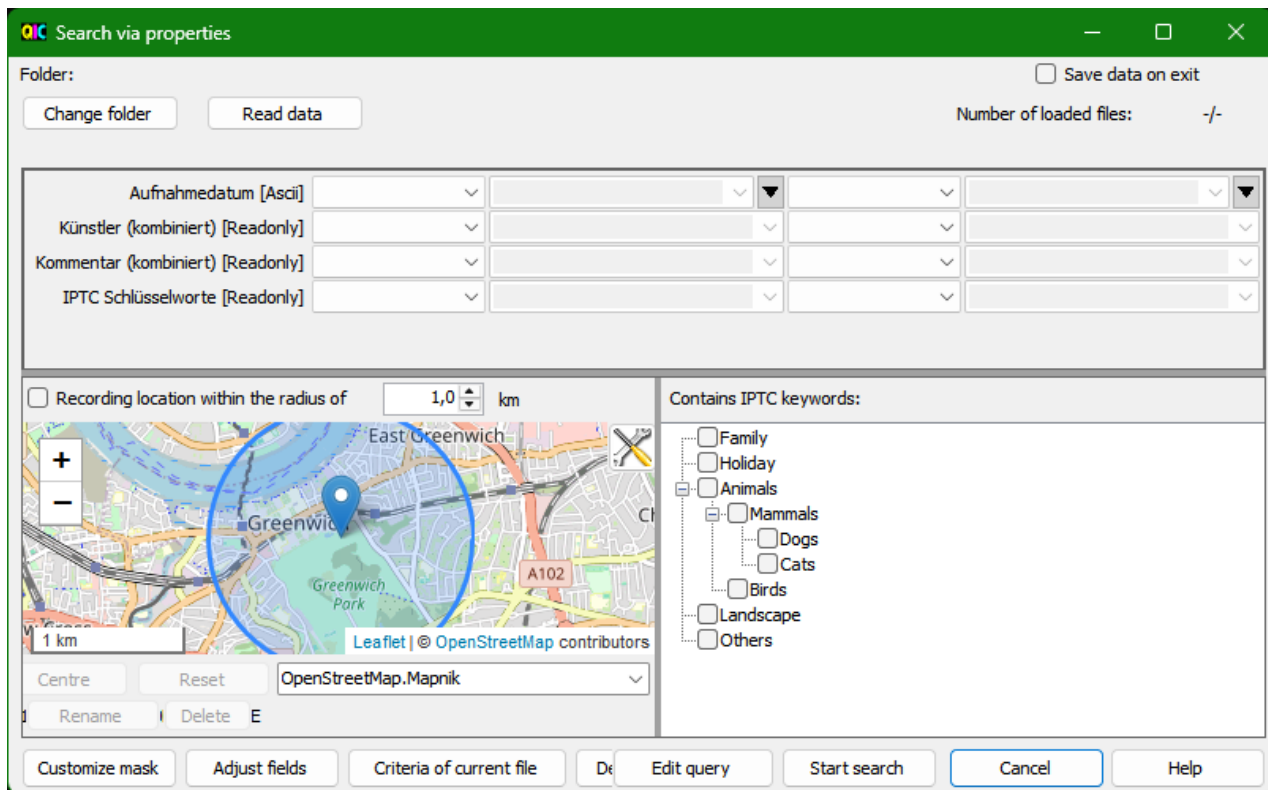 QIC Search via properties
Folder:
Save data on exit
Change folder
Read data
Number of loaded files: -/-
Aufnahmedatum [Ascii]
Künstler (kombiniert) [Readonly]
Kommentar (kombiniert) [Readonly]
IPTC Schlüsselworte [Readonly]
Recording location within the radius of 1,0 km
Contains IPTC keywords:
+
−
East Greenwich
Greenwich
Greenwich
Park
A102
1 km
Leaflet | © OpenStreetMap contributors
Family
Holiday
Animals
Mammals
Dogs
Cats
Birds
Landscape
Others
Centre
Reset
OpenStreetMap.Mapnik
Rename
Delete
E
Customize mask
Adjust fields
Criteria of current file
Edit query
Start search
Cancel
Help